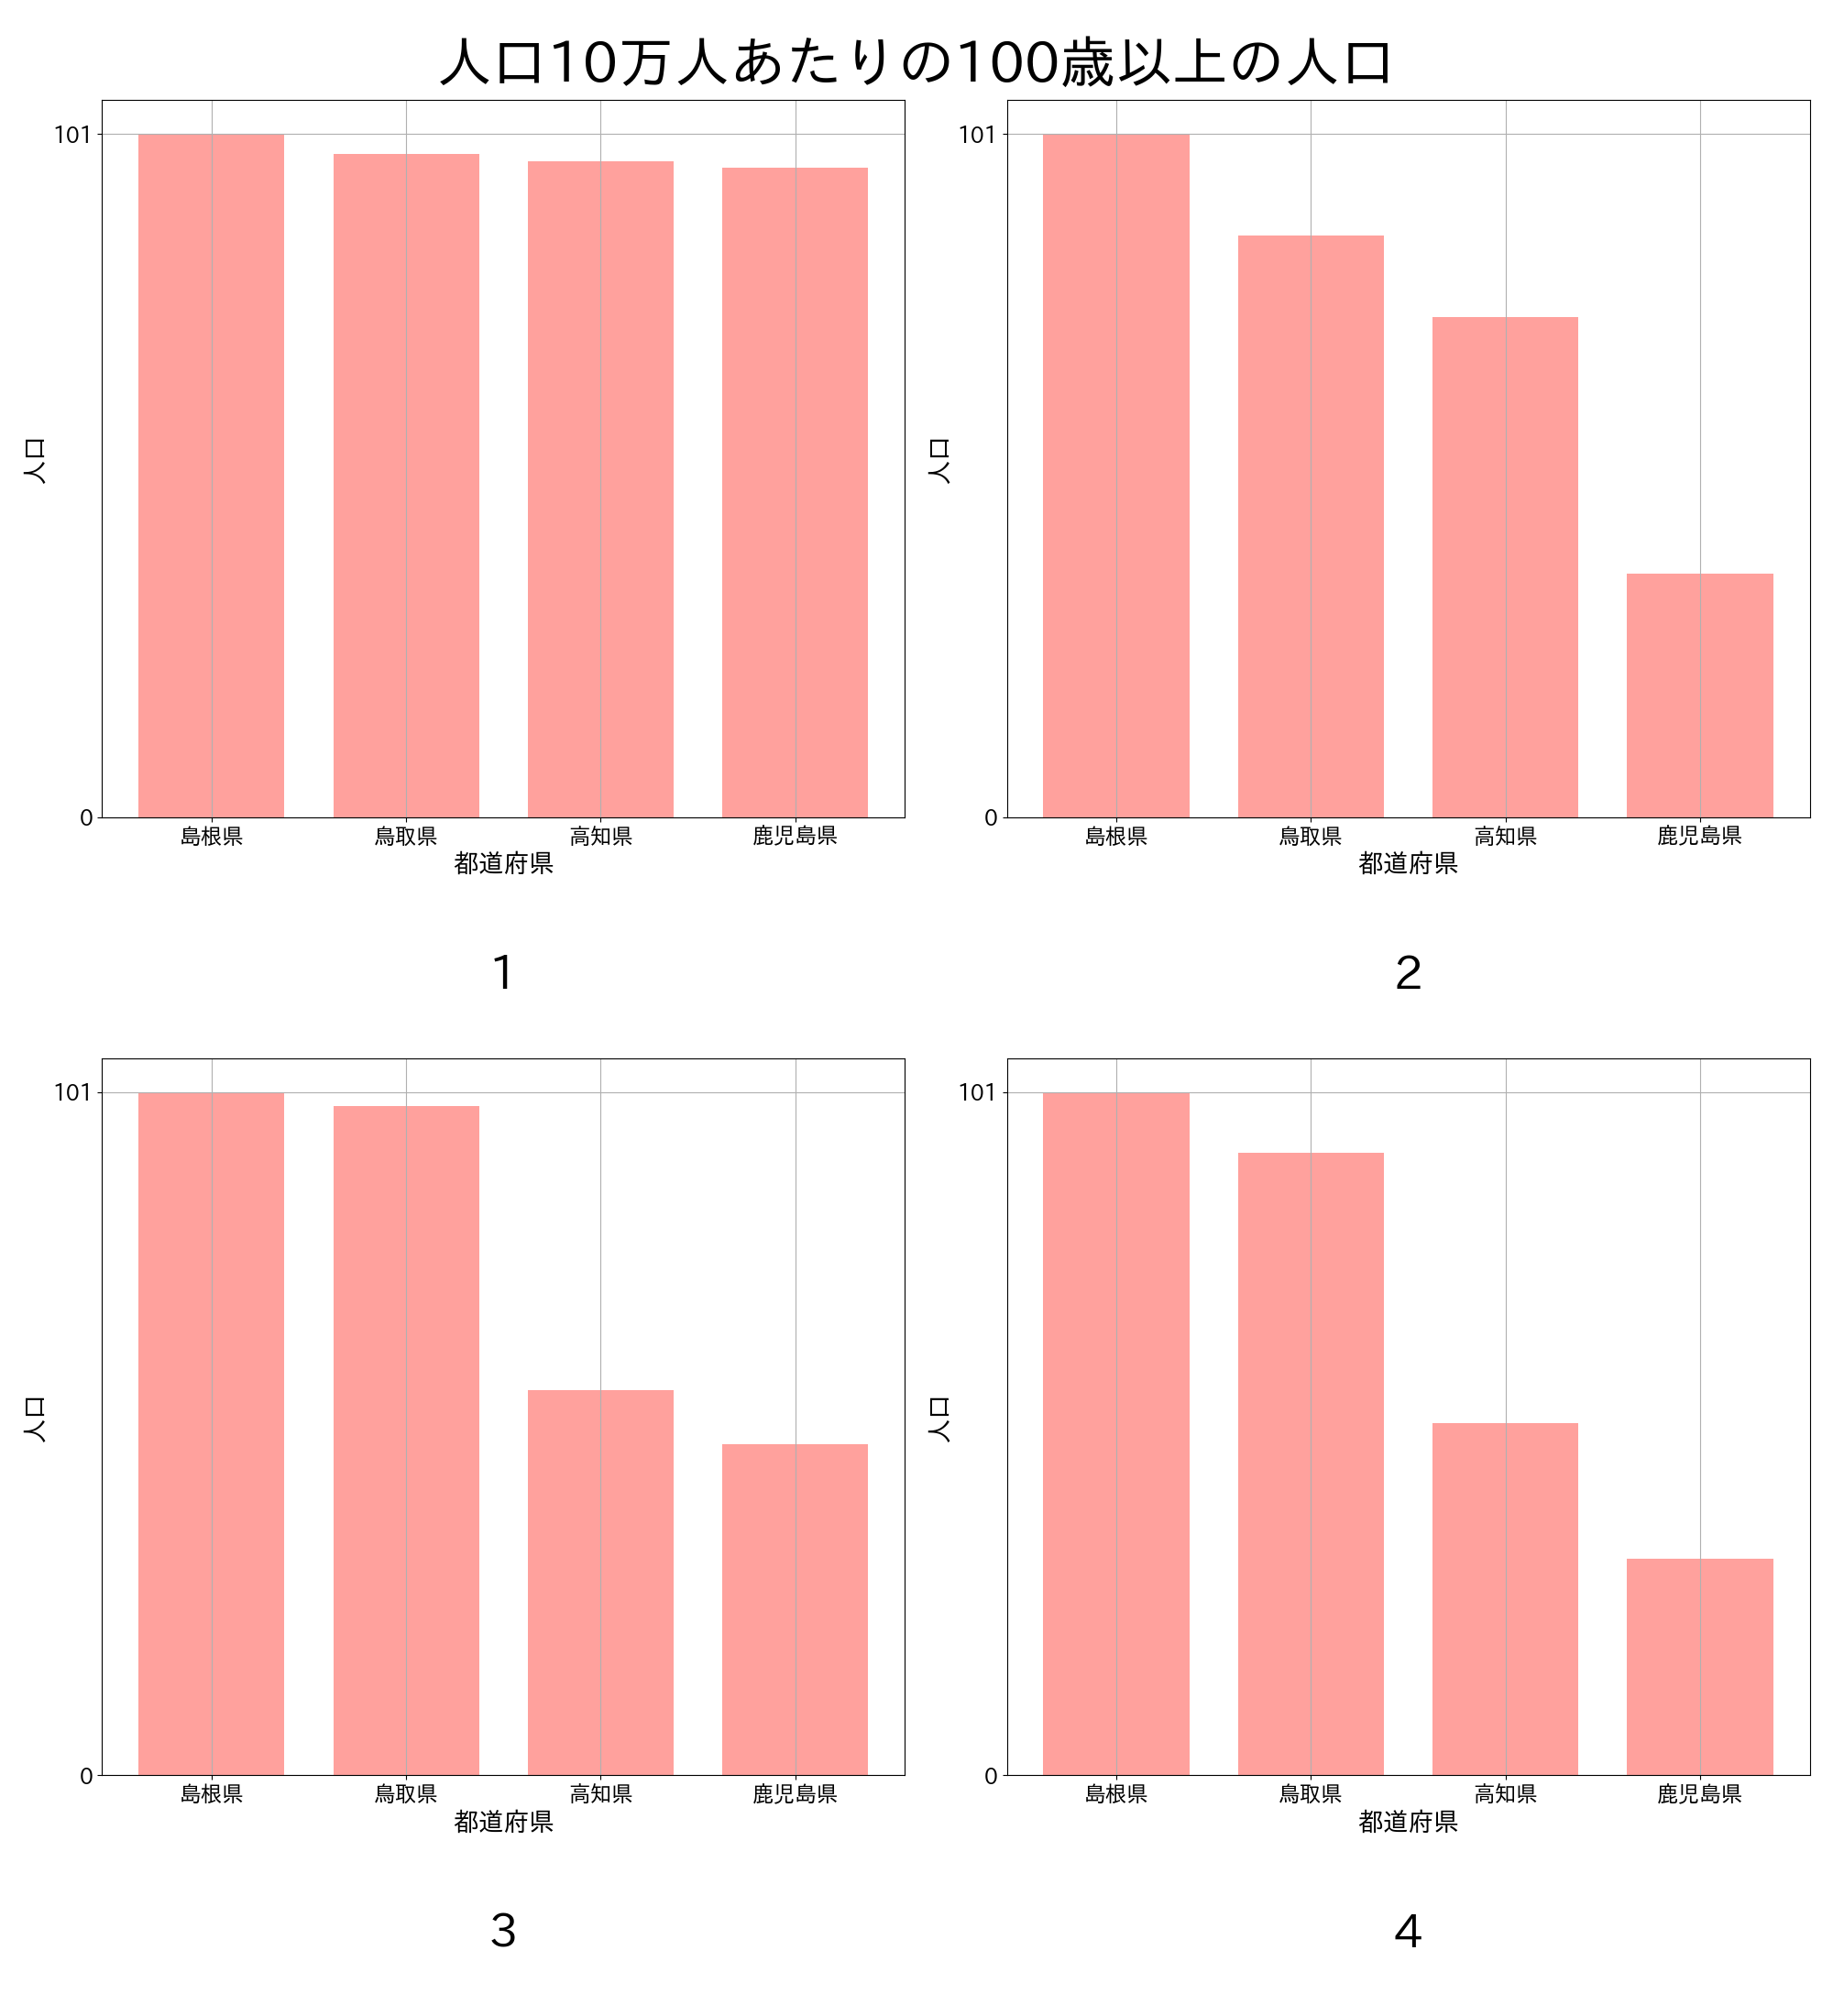 人口10万人あたりの100歳以上の人口
101
人口
0
島根県 鳥取県 高知県 鹿児島県
都道府県
1
101
人口
0
島根県 鳥取県 高知県 鹿児島県
都道府県
2
101
人口
0
島根県 鳥取県 高知県 鹿児島県
都道府県
3
101
人口
0
島根県 鳥取県 高知県 鹿児島県
都道府県
4